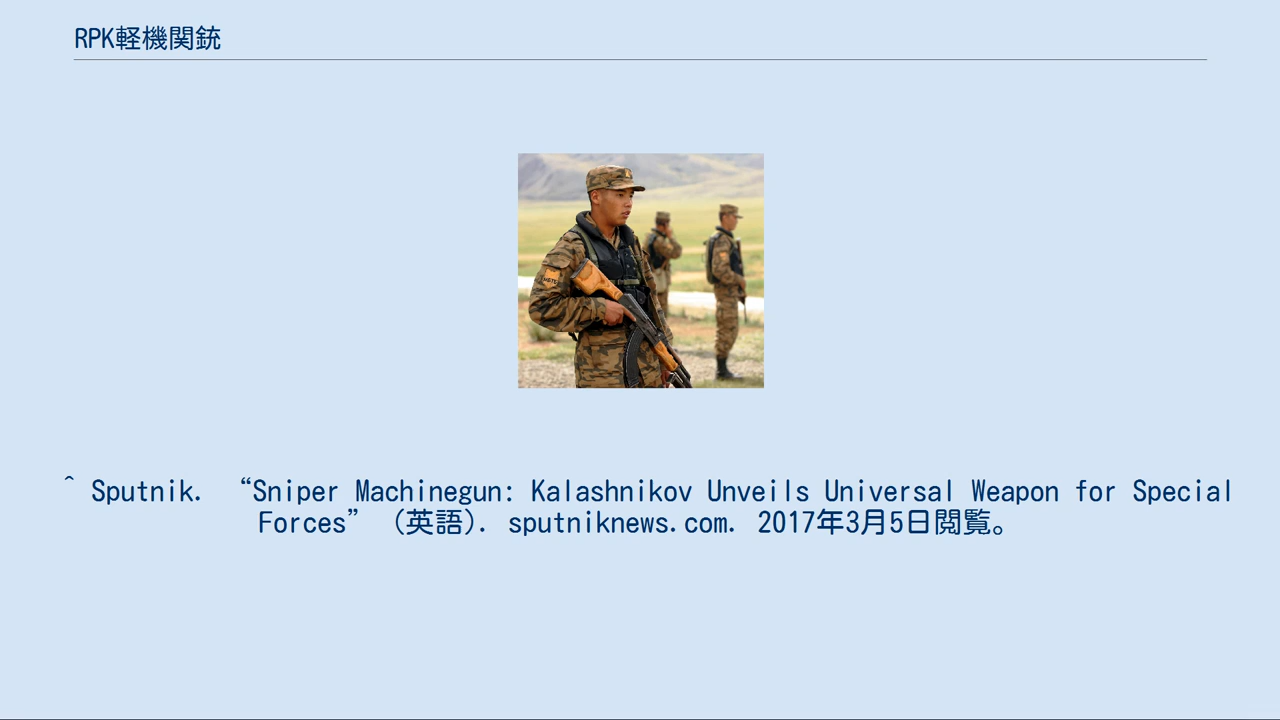 RPK軽機関銃
^ Sputnik. “Sniper Machinegun: Kalashnikov Unveils Universal Weapon for Special
Forces” (英語). sputniknews.com. 2017年3月5日閲覧。